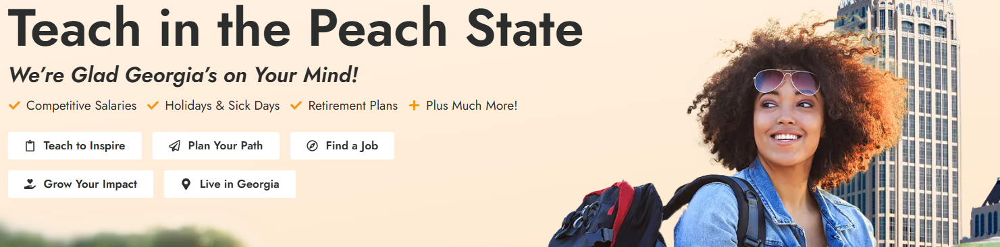 Teach in the Peach State
We're Glad Georgia's on Your Mind!
Competitive Salaries Holidays & Sick Days Retirement Plans Plus Much More!
Teach to Inspire Plan Your Path Find a Job
Grow Your Impact Live in Georgia